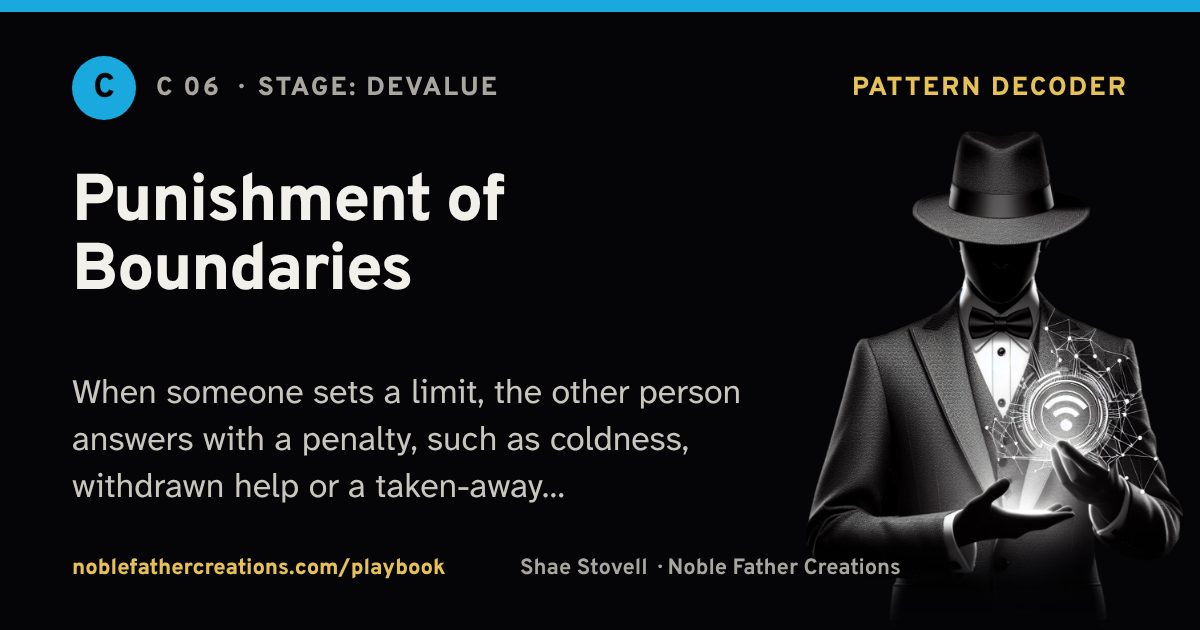 C
C 06 · STAGE: DEVALUE
PATTERN DECODER
Punishment of
Boundaries
When someone sets a limit, the other person
answers with a penalty, such as coldness,
withdrawn help or a taken-away...
noblefathercreations.com/playbook
Shae Stovell · Noble Father Creations